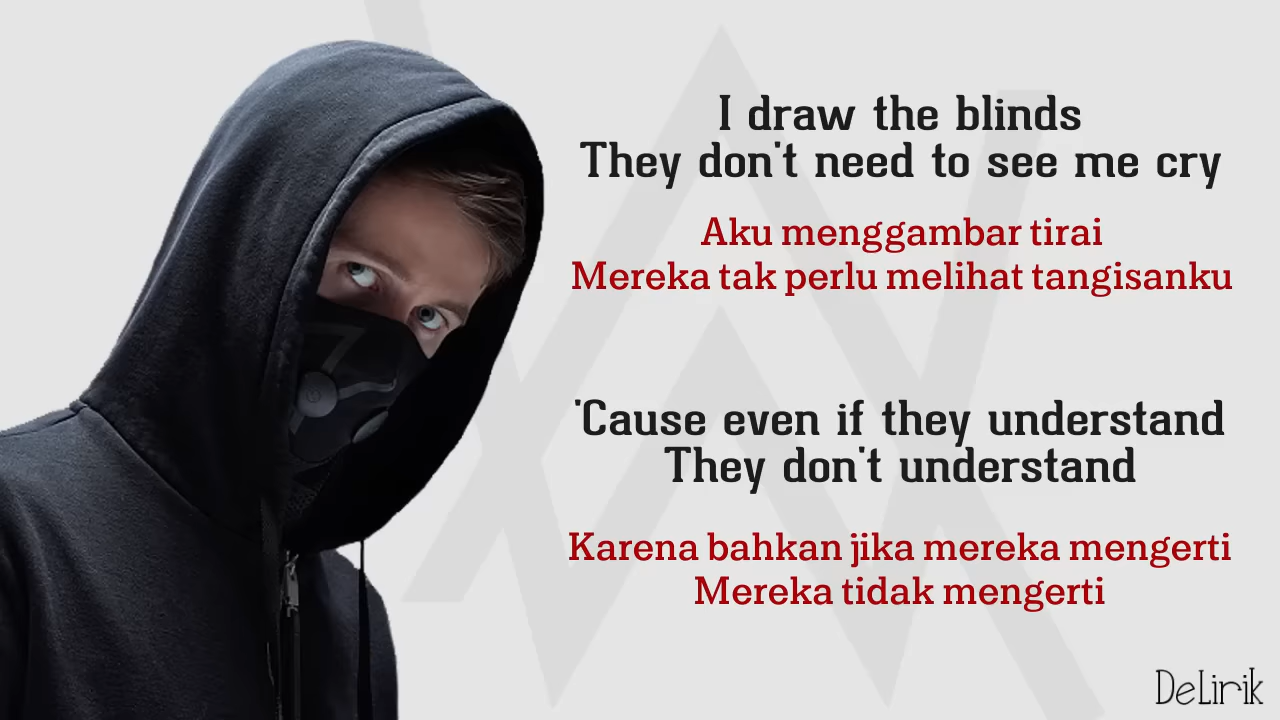 I draw the blinds
They don't need to see me cry
Aku menggambar tirai
Mereka tak perlu melihat tangisanku
'Cause even if they understand
They don't understand
Karena bahkan jika mereka mengerti
Mereka tidak mengerti
DeLirik